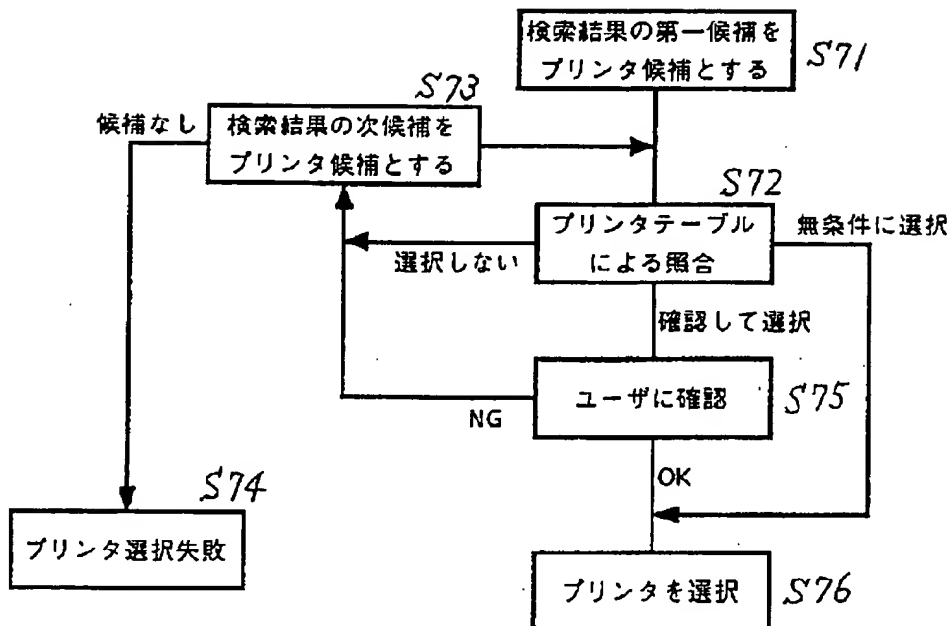 検索結果の第一候補を
プリンタ候補とする
S71
S73
候補なし
検索結果の次候補を
プリンタ候補とする
S72
プリンタテーブル
による照合
無条件に選択
選択しない
確認して選択
ユーザに確認
S75
NG
OK
S74
プリンタ選択失敗
プリンタを選択
S76